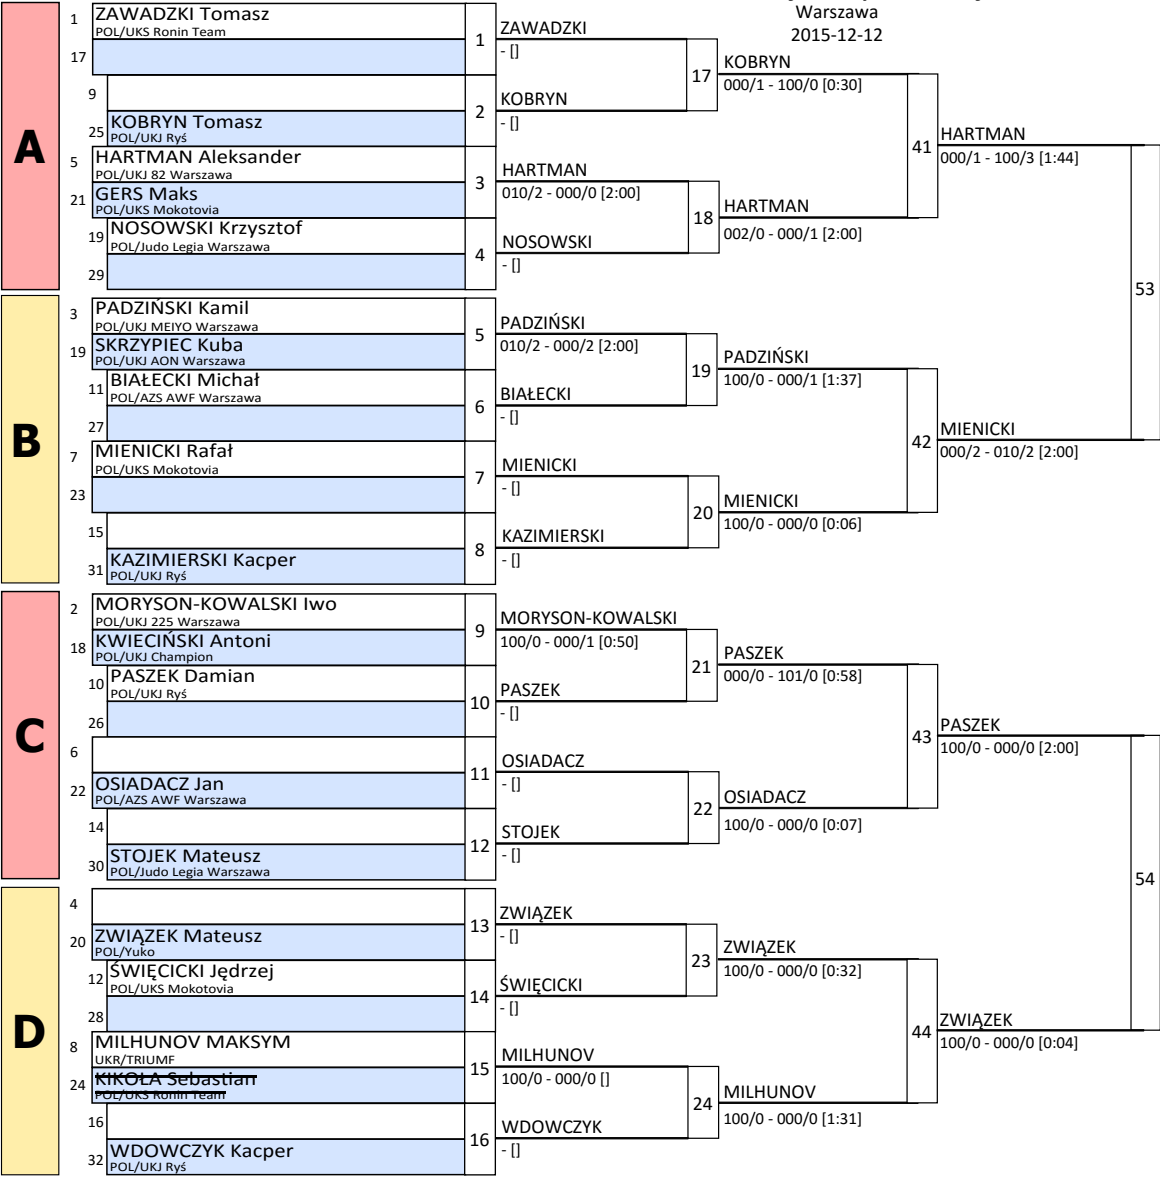 Warszawa
2015-12-12
A
1
ZAWADZKI Tomasz
POL/UKS Ronin Team
17
1
9
25
KOBRYN Tomasz
POL/UKJ Ryś
2
5
HARTMAN Aleksander
POL/UKJ 82 Warszawa
21
GERS Maks
POL/UKS Mokotovia
3
19
NOSOWSKI Krzysztof
POL/Judo Legia Warszawa
29
4
ZAWADZKI
- []
KOBRYN
- []
HARTMAN
010/2 - 000/0 [2:00]
NOSOWSKI
- []
17
KOBRYN
000/1 - 100/0 [0:30]
18
HARTMAN
002/0 - 000/1 [2:00]
41
HARTMAN
000/1 - 100/3 [1:44]
B
3
PADZIŃSKI Kamil
POL/UKJ MEIYO Warszawa
19
SKRZYPIEC Kuba
POL/UKJ AON Warszawa
5
11
BIAŁECKI Michał
POL/AZS AWF Warszawa
27
6
7
MIENICKI Rafał
POL/UKS Mokotovia
23
7
15
31
KAZIMIERSKI Kacper
POL/UKJ Ryś
8
PADZIŃSKI
010/2 - 000/2 [2:00]
BIAŁECKI
- []
MIENICKI
- []
KAZIMIERSKI
- []
19
PADZIŃSKI
100/0 - 000/1 [1:37]
20
MIENICKI
100/0 - 000/0 [0:06]
42
MIENICKI
000/2 - 010/2 [2:00]
53
C
2
MORYSON-KOWALSKI Iwo
POL/UKJ 225 Warszawa
18
KWIECIŃSKI Antoni
POL/UKJ Champion
9
10
PASZEK Damian
POL/UKJ Ryś
26
10
6
22
OSIADACZ Jan
POL/AZS AWF Warszawa
11
14
30
STOJEK Mateusz
POL/Judo Legia Warszawa
12
MORYSON-KOWALSKI
100/0 - 000/1 [0:50]
PASZEK
- []
OSIADACZ
- []
STOJEK
- []
21
PASZEK
000/0 - 101/0 [0:58]
22
OSIADACZ
100/0 - 000/0 [0:07]
43
PASZEK
100/0 - 000/0 [2:00]
D
4
20
ZWIĄZEK Mateusz
POL/Yuko
13
12
ŚWIĘCICKI Jędrzej
POL/UKS Mokotovia
28
14
8
MILHUNOV MAKSYM
UKR/TRIUMF
24
KIKOŁA Sebastian
POL/UKS Ronin Team
15
16
32
WDOWCZYK Kacper
POL/UKJ Ryś
16
ZWIĄZEK
- []
ŚWIĘCICKI
- []
MILHUNOV
100/0 - 000/0 []
WDOWCZYK
- []
23
ZWIĄZEK
100/0 - 000/0 [0:32]
24
MILHUNOV
100/0 - 000/0 [1:31]
44
ZWIĄZEK
100/0 - 000/0 [0:04]
54